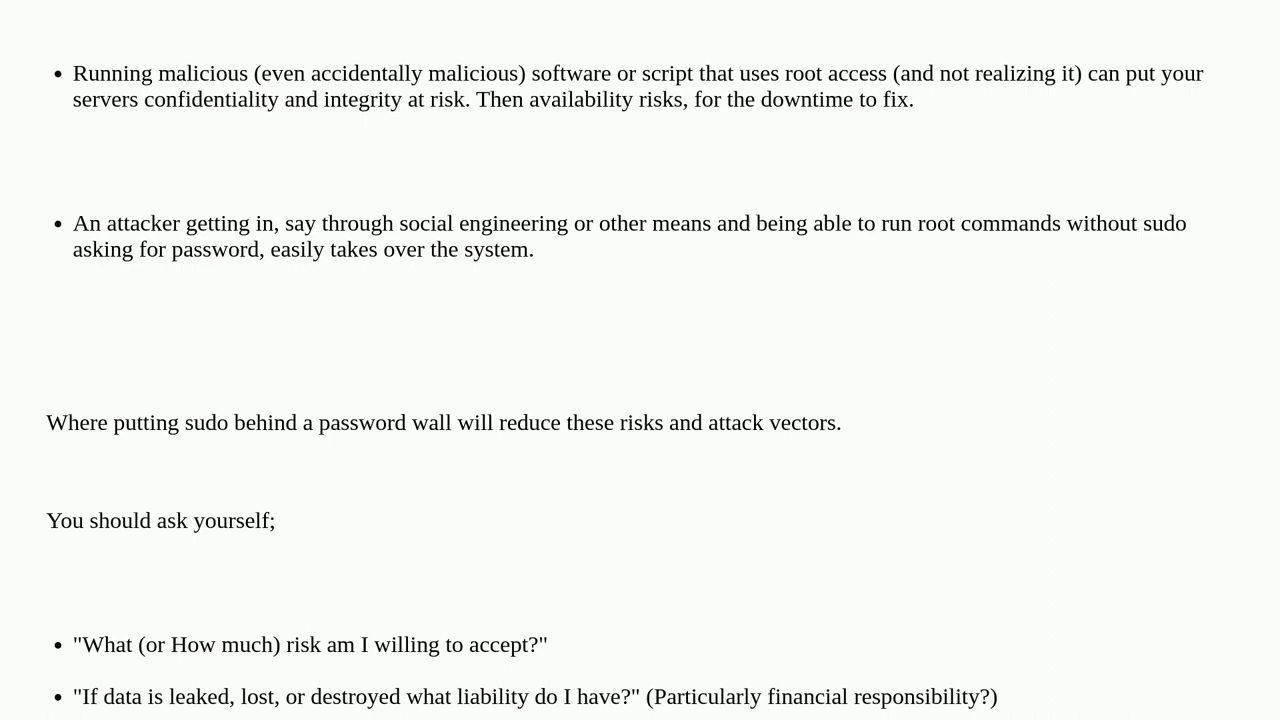 • Running malicious (even accidentally malicious) software or script that uses root access (and not realizing it) can put your
servers confidentiality and integrity at risk. Then availability risks, for the downtime to fix.
• An attacker getting in, say through social engineering or other means and being able to run root commands without sudo
asking for password, easily takes over the system.
Where putting sudo behind a password wall will reduce these risks and attack vectors.
You should ask yourself;
• "What (or How much) risk am I willing to accept?"
• "If data is leaked, lost, or destroyed what liability do I have?" (Particularly financial responsibility?)